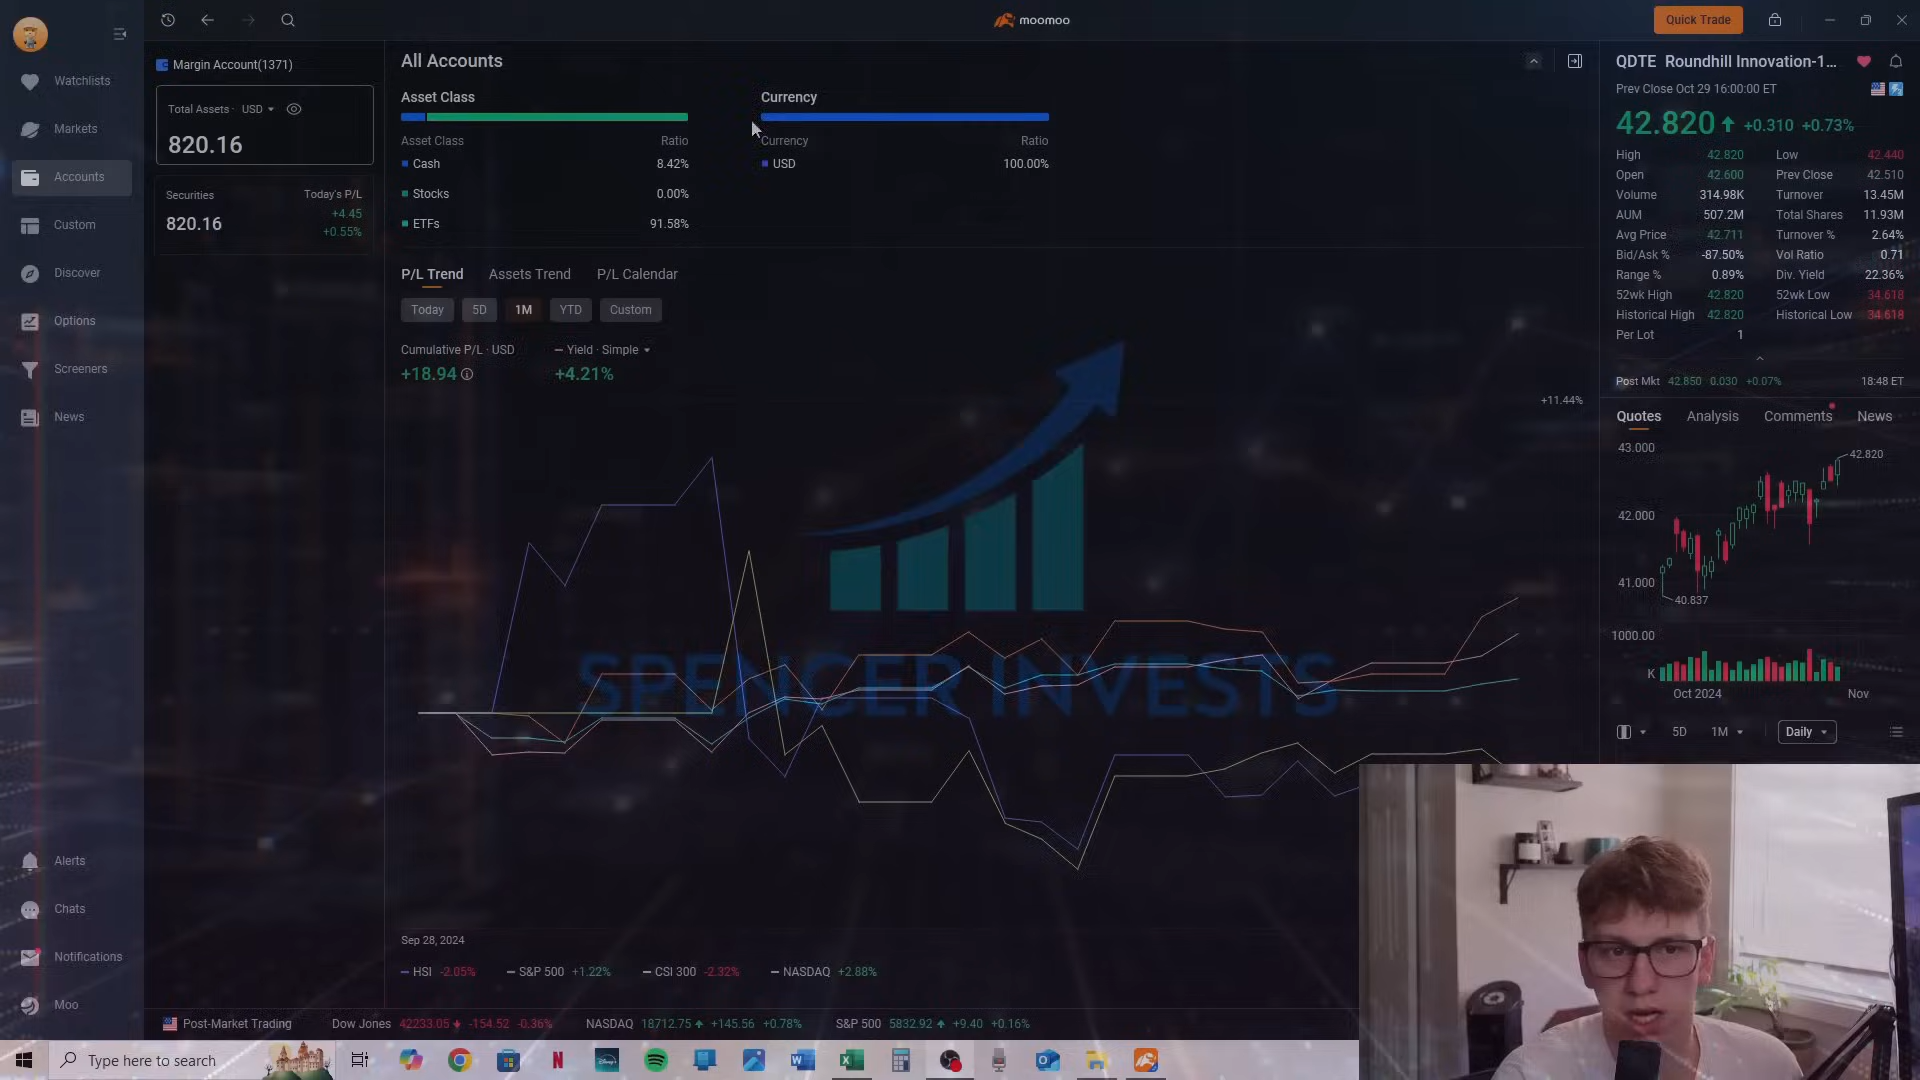 moomoo
Quick Trade
Margin Account(1371)
Total Assets · USD
820.16
Securities
Today's P/L
820.16
+4.45
+0.55%
Watchlists
Markets
Accounts
Custom
Discover
Options
Screeners
News
Alerts
Chats
Notifications
Moo
All Accounts
Asset Class
Currency
Asset Class Ratio
Currency Ratio
Cash 8.42%
USD 100.00%
Stocks 0.00%
ETFs 91.58%
P/L Trend Assets Trend P/L Calendar
Today 5D 1M YTD Custom
Cumulative P/L · USD
Yield · Simple
+18.94
+4.21%
+11.44%
SPENCER INVESTS
Sep 28, 2024
HSI -2.05% S&P 500 +1.22% CSI 300 -2.32% NASDAQ +2.88%
QDTE Roundhill Innovation-1...
Prev Close Oct 29 16:00:00 ET
42.820 +0.310 +0.73%
High 42.820 Low 42.440
Open 42.600 Prev Close 42.510
Volume 314.98K Turnover 13.45M
AUM 507.2M Total Shares 11.93M
Avg Price 42.711 Turnover % 2.64%
Bid/Ask % -87.50% Vol Ratio 0.71
Range % 0.89% Div. Yield 22.36%
52wk High 42.820 52wk Low 34.618
Historical High 42.820 Historical Low 34.618
Per Lot 1
Post Mkt 42.850 0.030 +0.07% 18:48 ET
Quotes Analysis Comments News
43.000
42.820
42.000
41.000
40.837
1000.00
K
Oct 2024 Nov
5D 1M Daily
Post-Market Trading Dow Jones 42233.05 -154.52 -0.36% NASDAQ 18712.75 +145.56 +0.78% S&P 500 5832.92 +9.40 +0.16%
Type here to search